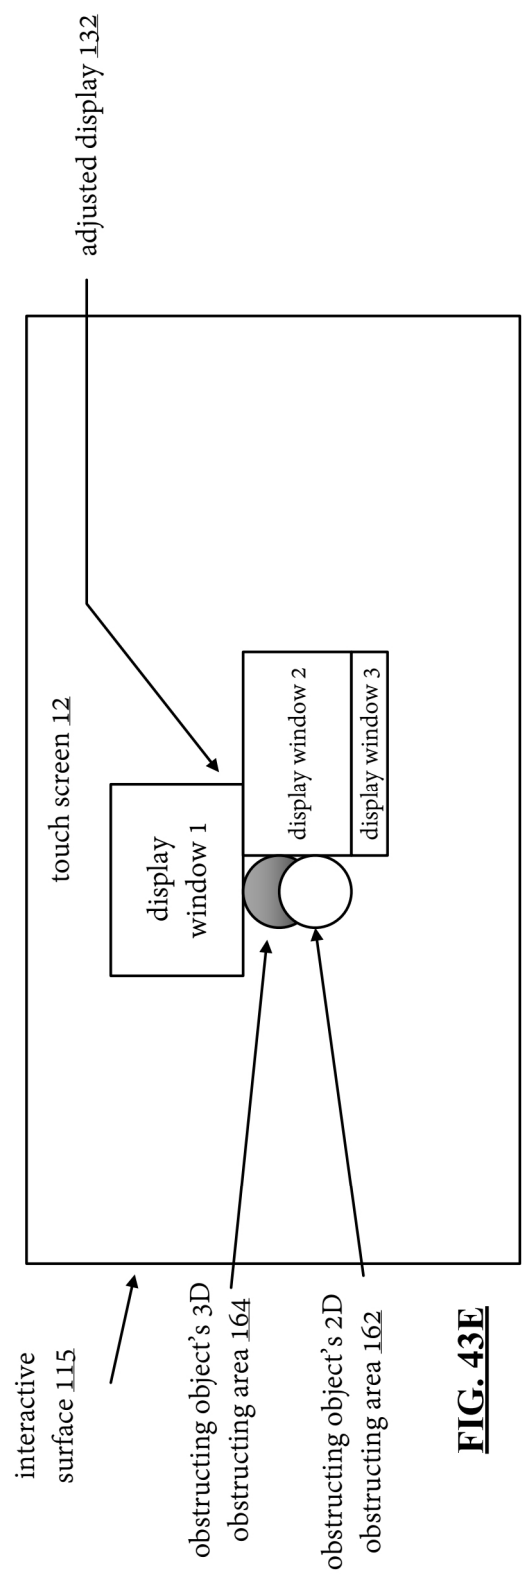 interactive
surface 115
touch screen 12
adjusted display 132
display
window 1
display window 2
display window 3
obstructing object's 3D
obstructing area 164
obstructing object's 2D
obstructing area 162
FIG. 43E